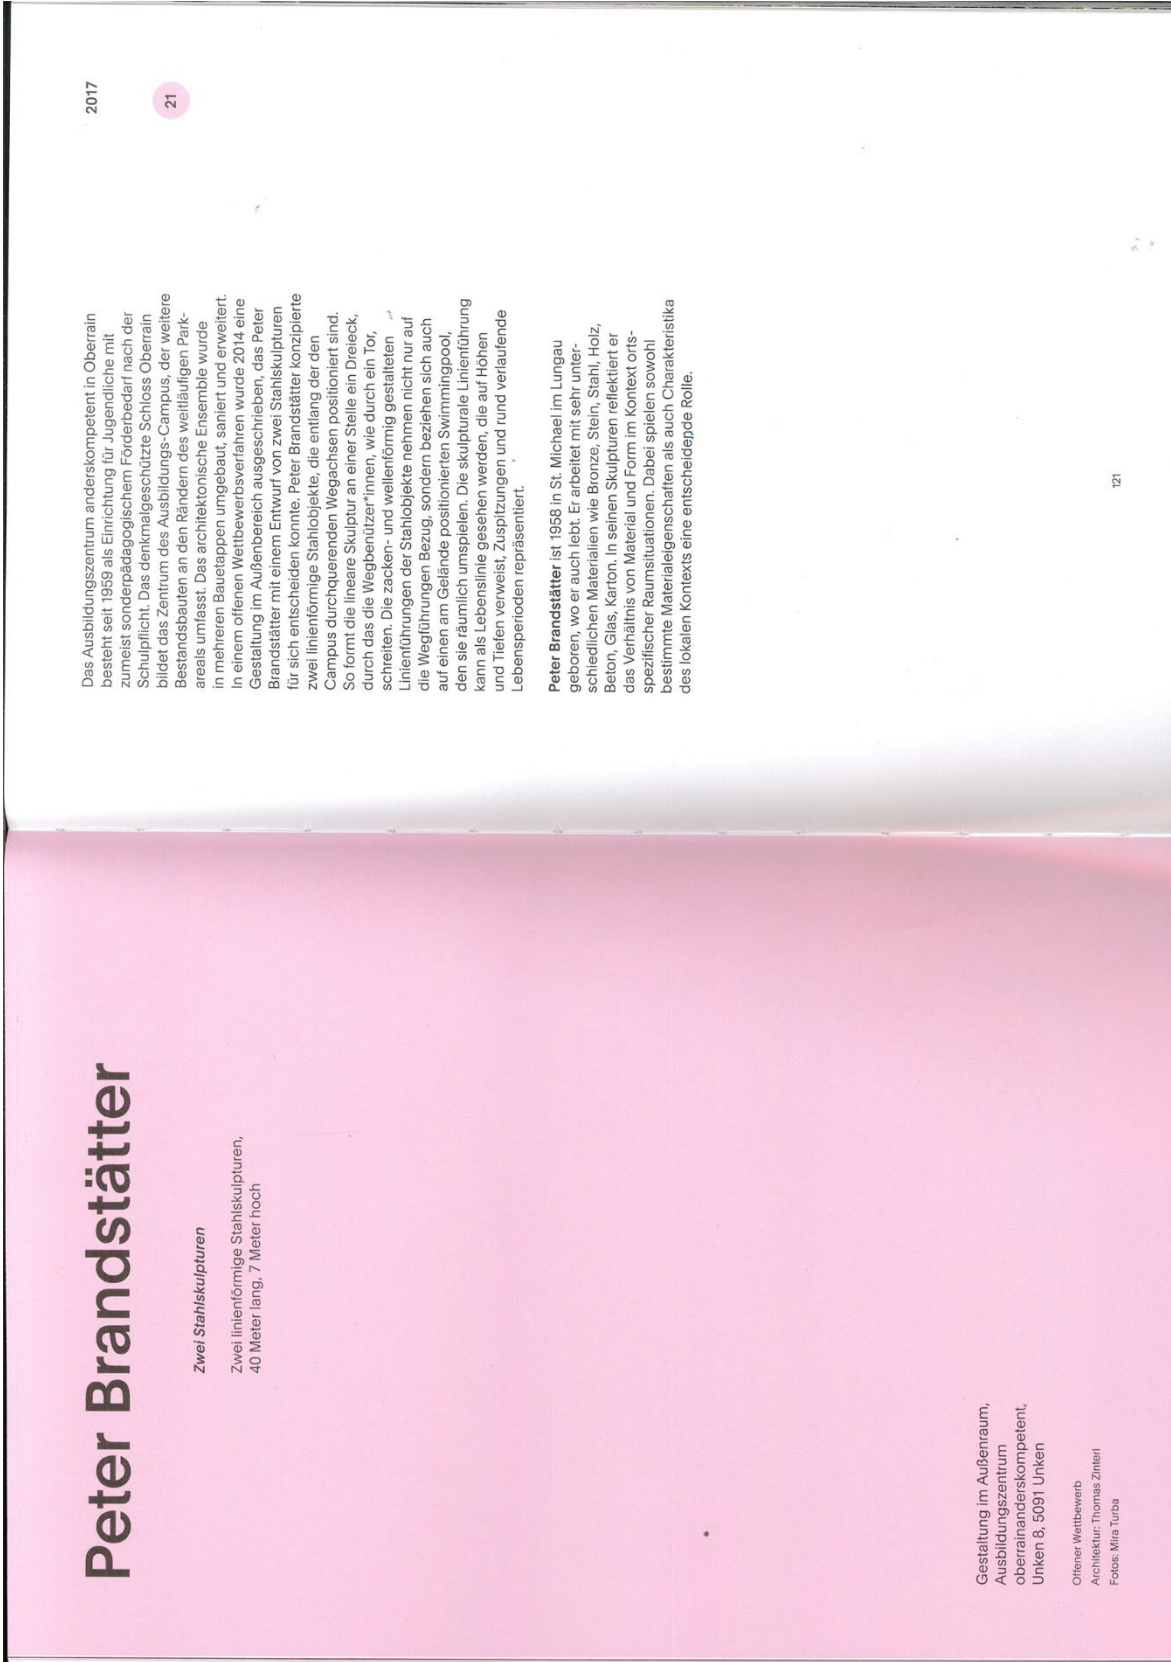 Peter Brandstätter
Zwei Stahlskulpturen
Zwei linienförmige Stahlskulpturen,
40 Meter lang, 7 Meter hoch
Gestaltung im Außenraum,
Ausbildungszentrum
oberrainanderskompetent,
Unken 8, 5091 Unken
Offener Wettbewerb
Architektur: Thomas Zinterl
Fotos: Mira Turba
2017
21
Das Ausbildungszentrum anderskompetent in Oberrain
besteht seit 1959 als Einrichtung für Jugendliche mit
zumeist sonderpädagogischem Förderbedarf nach der
Schulpflicht. Das denkmalgeschützte Schloss Oberrain
bildet das Zentrum des Ausbildungs-Campus, der weitere
Bestandsbauten an den Rändern des weitläufigen Park-
areals umfasst. Das architektonische Ensemble wurde
in mehreren Bauetappen umgebaut, saniert und erweitert.
In einem offenen Wettbewerbsverfahren wurde 2014 eine
Gestaltung im Außenbereich ausgeschrieben, das Peter
Brandstätter mit einem Entwurf von zwei Stahlskulpturen
für sich entscheiden konnte. Peter Brandstätter konzipierte
zwei linienförmige Stahlobjekte, die entlang der den
Campus durchquerenden Wegachsen positioniert sind.
So formt die lineare Skulptur an einer Stelle ein Dreieck,
durch das die Wegbenützer*innen, wie durch ein Tor,
schreiten. Die zacken- und wellenförmig gestalteten
Linienführungen der Stahlobjekte nehmen nicht nur auf
die Wegführungen Bezug, sondern beziehen sich auch
auf einen am Gelände positionierten Swimmingpool,
den sie räumlich umspielen. Die skulpturale Linienführung
kann als Lebenslinie gesehen werden, die auf Höhen
und Tiefen verweist, Zuspitzungen und rund verlaufende
Lebensperioden repräsentiert.
Peter Brandstätter ist 1958 in St. Michael im Lungau
geboren, wo er auch lebt. Er arbeitet mit sehr unter-
schiedlichen Materialien wie Bronze, Stein, Stahl, Holz,
Beton, Glas, Karton. In seinen Skulpturen reflektiert er
das Verhältnis von Material und Form im Kontext orts-
spezifischer Raumsituationen. Dabei spielen sowohl
bestimmte Materialeigenschaften als auch Charakteristika
des lokalen Kontexts eine entscheidende Rolle.
121